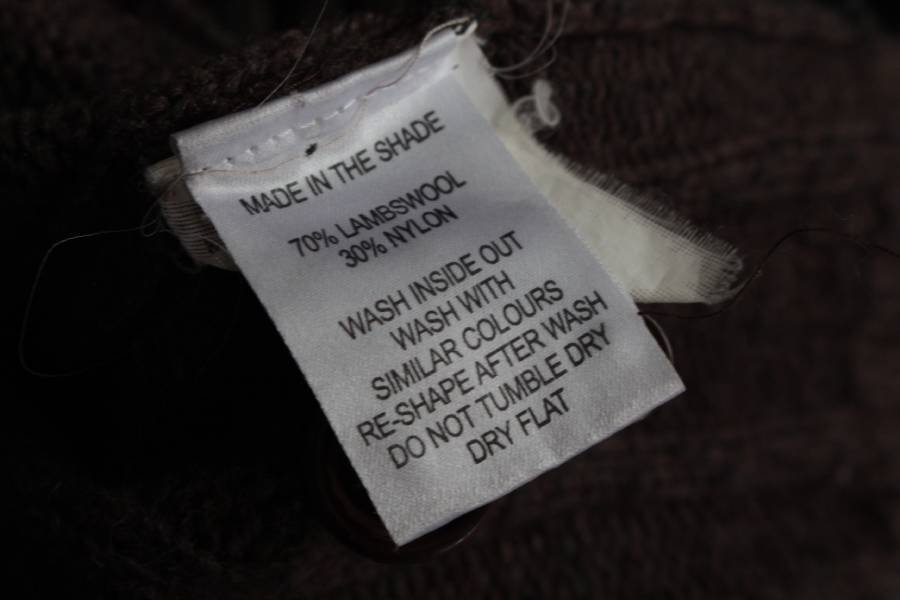 MADE IN THE SHADE
70% LAMBSWOOL
30% NYLON
WASH INSIDE OUT
WASH WITH
SIMILAR COLOURS
RE-SHAPE AFTER WASH
DO NOT TUMBLE DRY
DRY FLAT